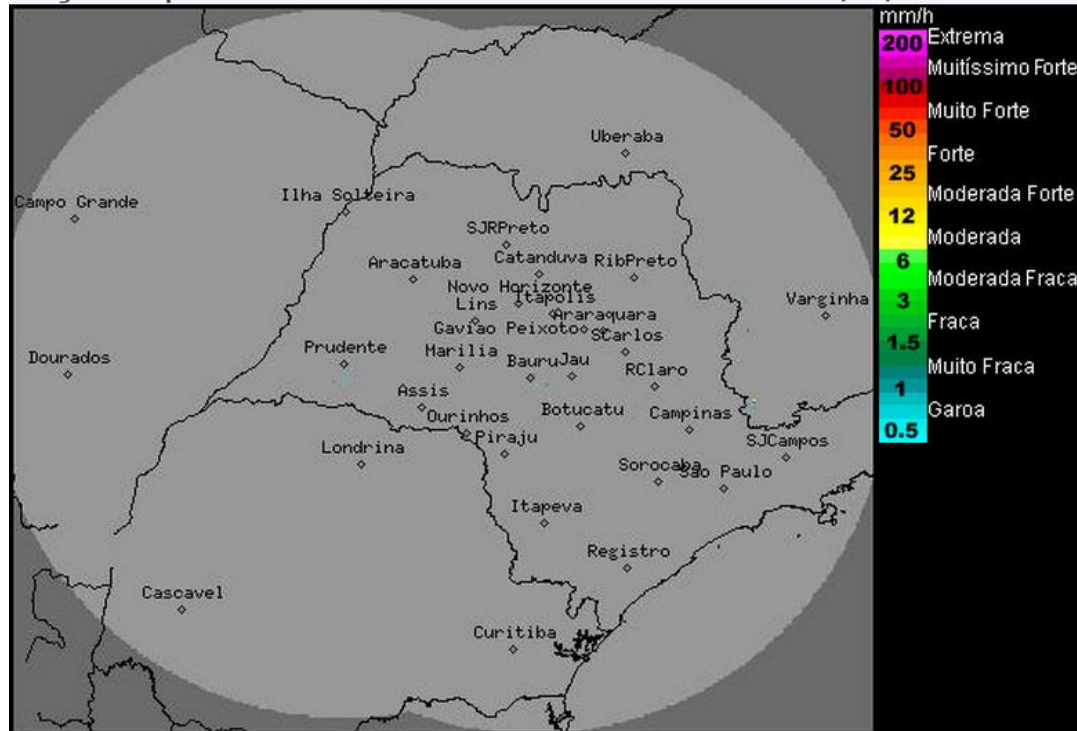 mm/h
200 Extrema
Muitíssimo Forte
100
Muito Forte
50
Forte
25
Moderada Forte
12
Moderada
6
Moderada Fraca
3
Fraca
1.5
Muito Fraca
1
Garoa
0.5
Uberaba
Campo Grande
Ilha Solteira
SJRPreto
Catanduva
RibPreto
Aracatuba
Novo Horizonte
Itapolis
Lins
Araraquara
Varginha
Gaviao Peixoto
SCarlos
Dourados
Prudente
Marilia
Bauru
Jau
RClaro
Assis
Ourinhos
Botucatu
Campinas
Piraju
SJCampos
Londrina
Sorocaba
Sao Paulo
Itapeva
Registro
Cascavel
Curitiba